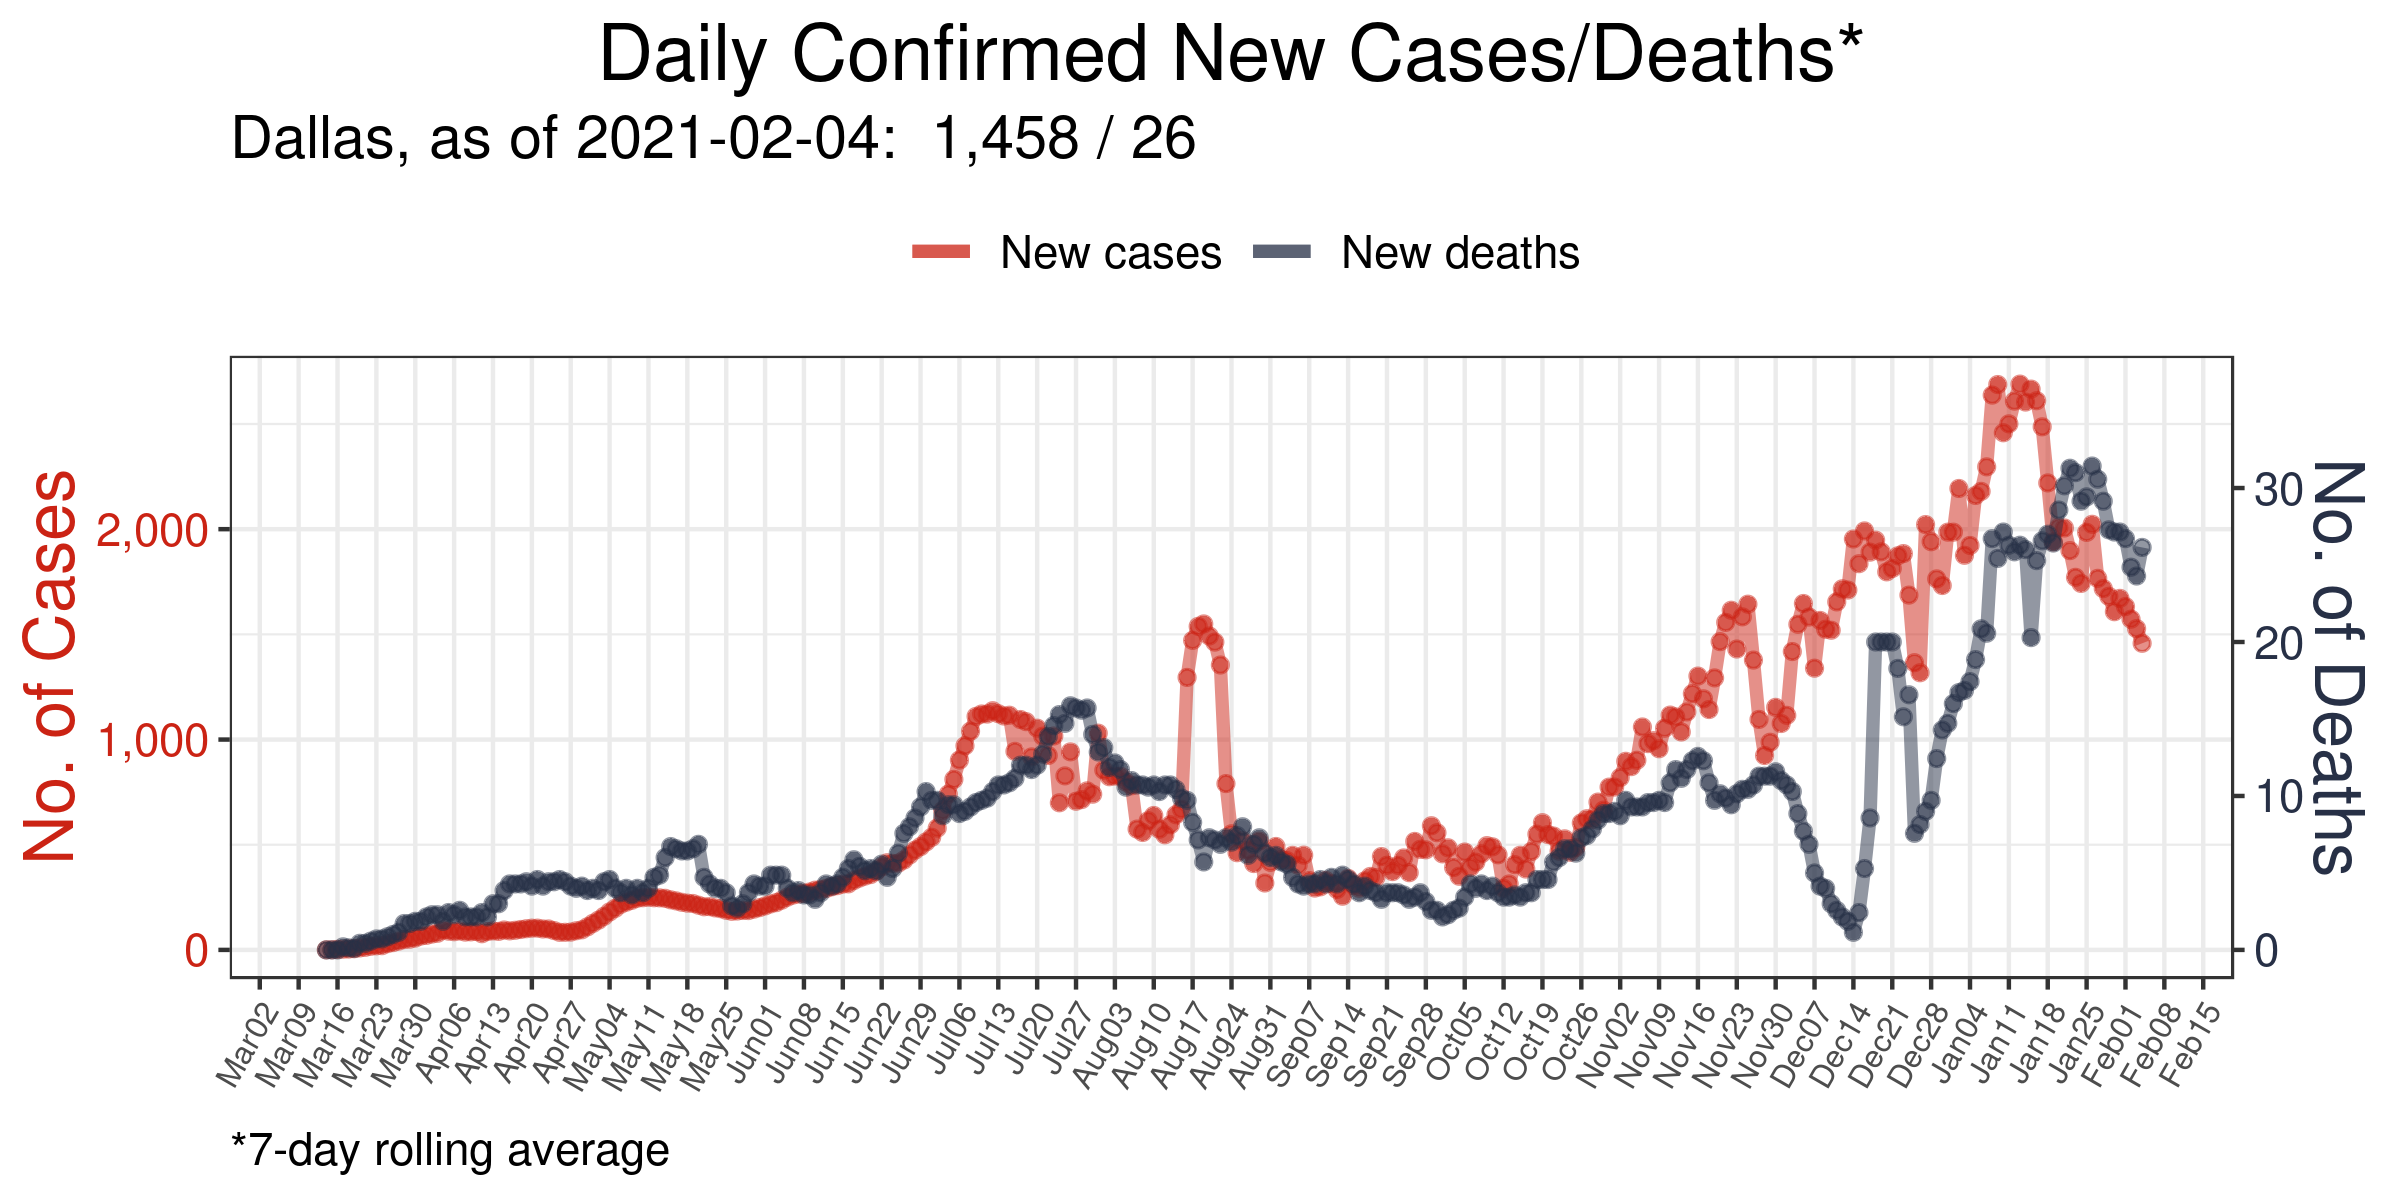 Daily Confirmed New Cases/Deaths*
Dallas, as of 2021-02-04:  1,458 / 26
New cases New deaths
No. of Cases
2,000
1,000
0
30
20
10
0
No. of Deaths
Mar02 Mar09 Mar16 Mar23 Mar30 Apr06 Apr13 Apr20 Apr27 May04 May11 May18 May25 Jun01 Jun08 Jun15 Jun22 Jun29 Jul06 Jul13 Jul20 Jul27 Aug03 Aug10 Aug17 Aug24 Aug31 Sep07 Sep14 Sep21 Sep28 Oct05 Oct12 Oct19 Oct26 Nov02 Nov09 Nov16 Nov23 Nov30 Dec07 Dec14 Dec21 Dec28 Jan04 Jan11 Jan18 Jan25 Feb01 Feb08 Feb15
*7-day rolling average